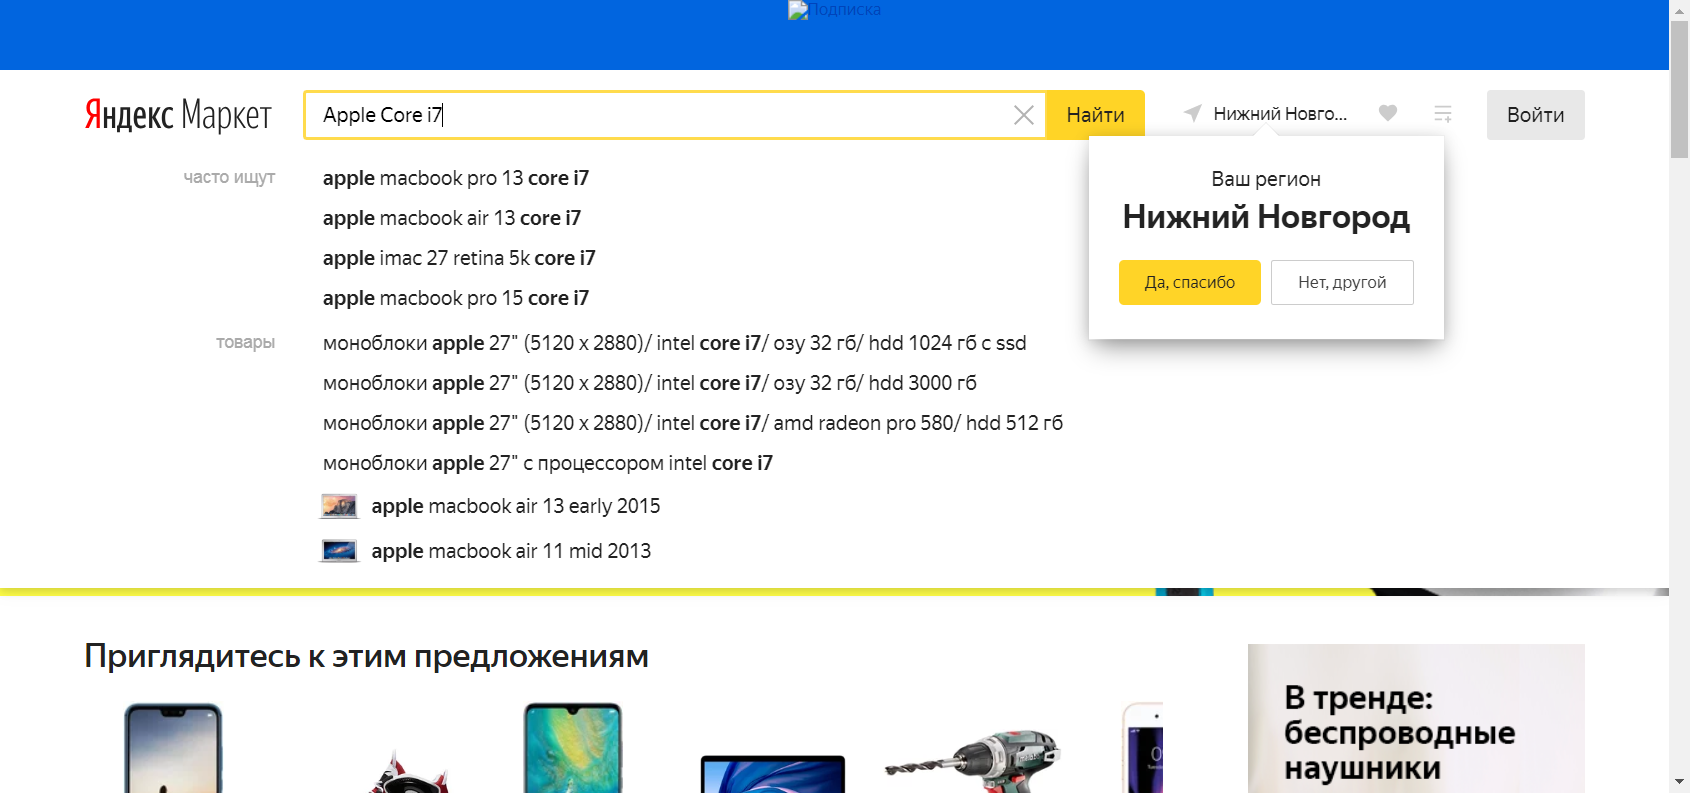 Подписка
Яндекс Маркет
Apple Core i7
Найти
Нижний Новго...
Войти
часто ищут
apple macbook pro 13 core i7
apple macbook air 13 core i7
apple imac 27 retina 5k core i7
apple macbook pro 15 core i7
Ваш регион
Нижний Новгород
Да, спасибо
Нет, другой
товары
моноблоки apple 27" (5120 x 2880)/ intel core i7/ озу 32 гб/ hdd 1024 гб с ssd
моноблоки apple 27" (5120 x 2880)/ intel core i7/ озу 32 гб/ hdd 3000 гб
моноблоки apple 27" (5120 x 2880)/ intel core i7/ amd radeon pro 580/ hdd 512 гб
моноблоки apple 27" с процессором intel core i7
apple macbook air 13 early 2015
apple macbook air 11 mid 2013
Приглядитесь к этим предложениям
В тренде:
беспроводные
наушники